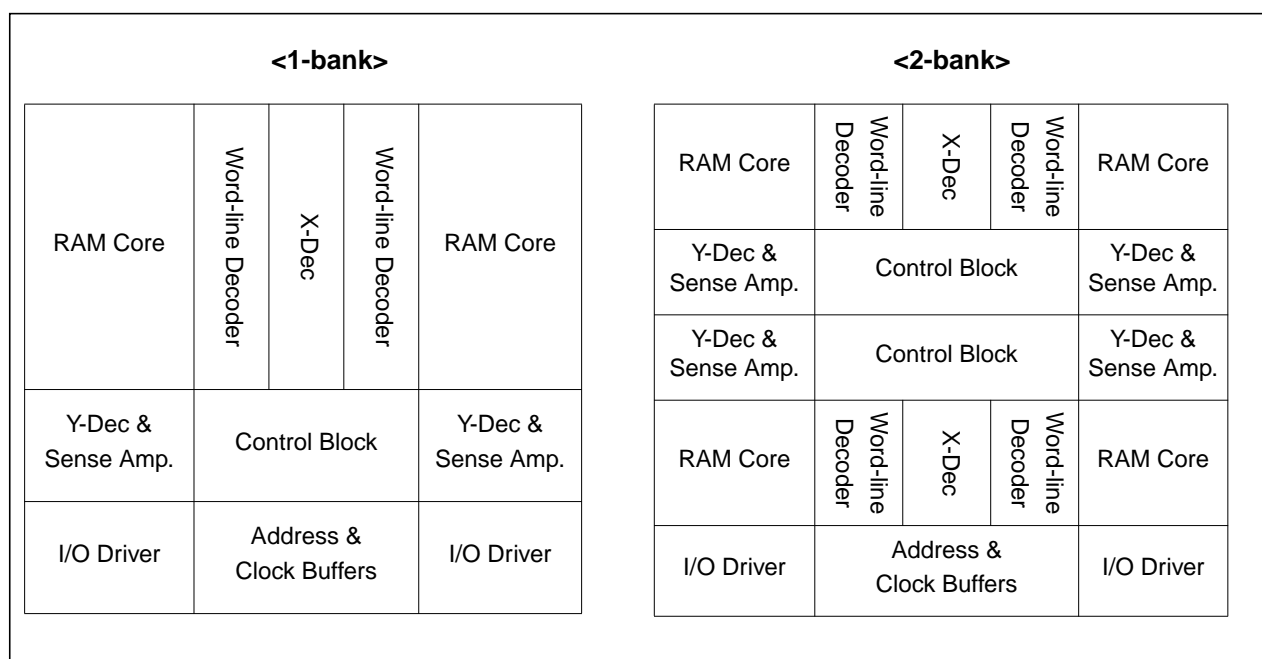 <1-bank>
RAM Core
Word-line Decoder
X-Dec
Word-line Decoder
RAM Core
Y-Dec &
Sense Amp.
Control Block
Y-Dec &
Sense Amp.
I/O Driver
Address &
Clock Buffers
I/O Driver
<2-bank>
RAM Core
Word-line
Decoder
X-Dec
Word-line
Decoder
RAM Core
Y-Dec &
Sense Amp.
Control Block
Y-Dec &
Sense Amp.
Y-Dec &
Sense Amp.
Control Block
Y-Dec &
Sense Amp.
RAM Core
Word-line
Decoder
X-Dec
Word-line
Decoder
RAM Core
I/O Driver
Address &
Clock Buffers
I/O Driver